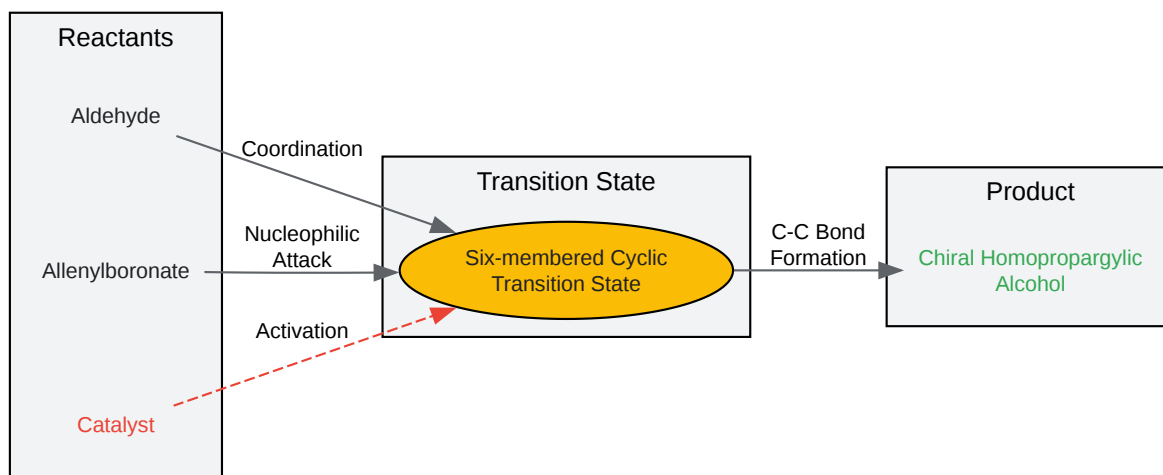 Reactants
Aldehyde
Allenylboronate
Catalyst
Coordination
Nucleophilic
Attack
Activation
Transition State
Six-membered Cyclic
Transition State
C-C Bond
Formation
Product
Chiral Homopropargylic
Alcohol